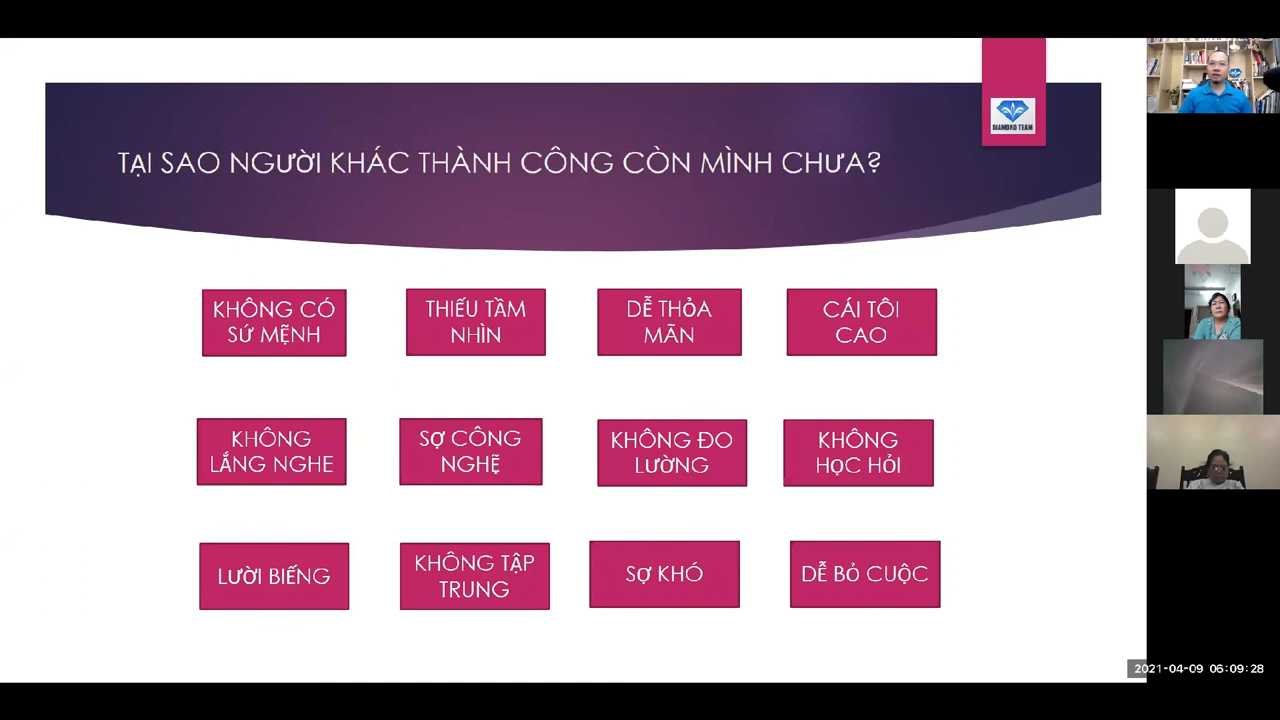 DIAMOND TEAM
TẠI SAO NGƯỜI KHÁC THÀNH CÔNG CÒN MÌNH CHƯA?
KHÔNG CÓ
SỨ MỆNH
THIẾU TẦM
NHÌN
DỄ THỎA
MÃN
CÁI TÔI
CAO
KHÔNG
LẮNG NGHE
SỢ CÔNG
NGHỆ
KHÔNG ĐO
LƯỜNG
KHÔNG
HỌC HỎI
LƯỜI BIẾNG
KHÔNG TẬP
TRUNG
SỢ KHÓ
DỄ BỎ CUỘC
2021-04-09 06:09:28